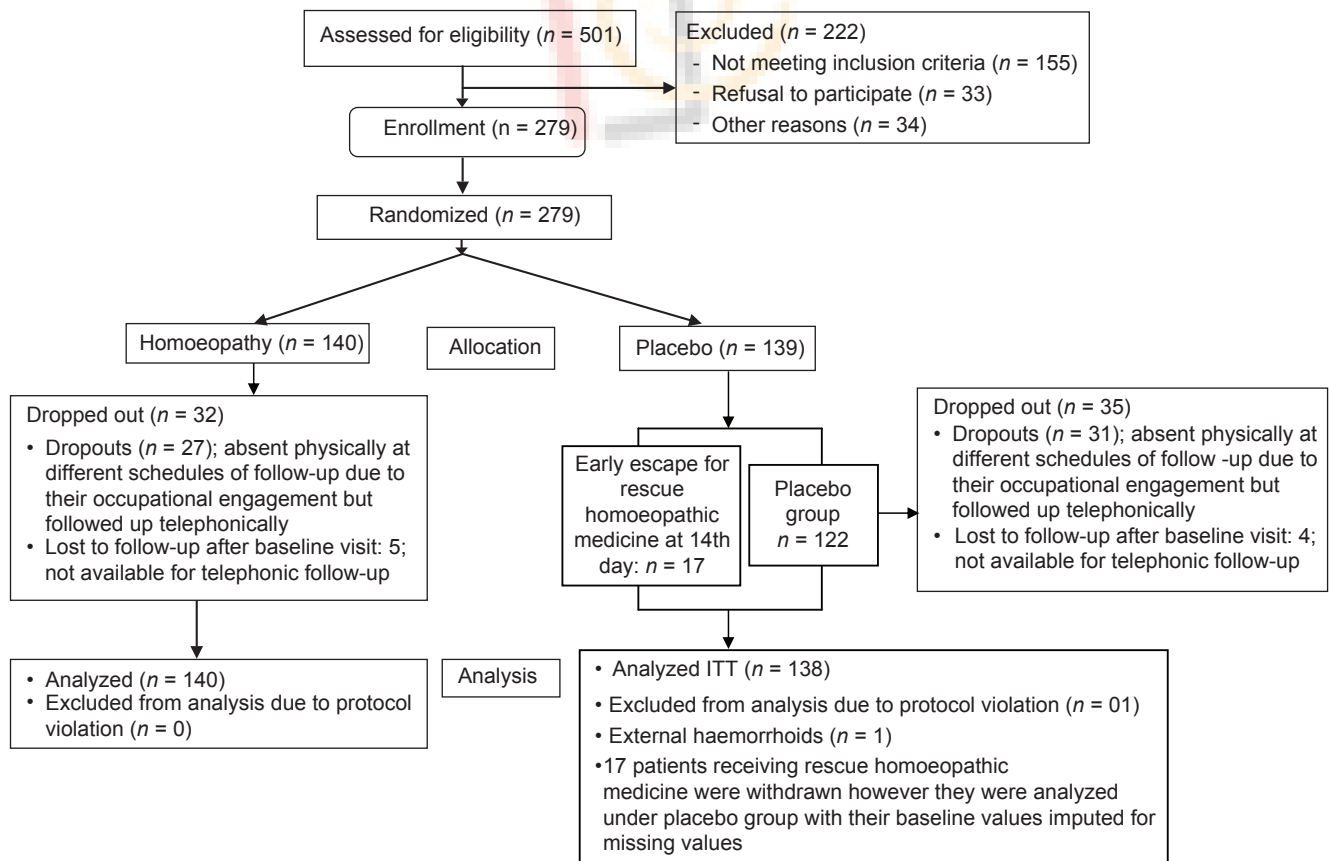 Assessed for eligibility (n = 501)
Excluded (n = 222)
- Not meeting inclusion criteria (n = 155)
- Refusal to participate (n = 33)
- Other reasons (n = 34)
Enrollment (n = 279)
Randomized (n = 279)
Homoeopathy (n = 140)
Allocation
Placebo (n = 139)
Dropped out (n = 32)
• Dropouts (n = 27); absent physically at
different schedules of follow-up due to
their occupational engagement but
followed up telephonically
• Lost to follow-up after baseline visit: 5;
not available for telephonic follow-up
Early escape for
rescue
homoeopathic
medicine at 14th
day: n = 17
Placebo
group
n = 122
Dropped out (n = 35)
• Dropouts (n = 31); absent physically at
different schedules of follow -up due to
their occupational engagement but
followed up telephonically
• Lost to follow-up after baseline visit: 4;
not available for telephonic follow-up
• Analyzed (n = 140)
• Excluded from analysis due to protocol
violation (n = 0)
Analysis
• Analyzed ITT (n = 138)
• Excluded from analysis due to protocol violation (n = 01)
• External haemorrhoids (n = 1)
•17 patients receiving rescue homoeopathic
medicine were withdrawn however they were analyzed
under placebo group with their baseline values imputed for
missing values